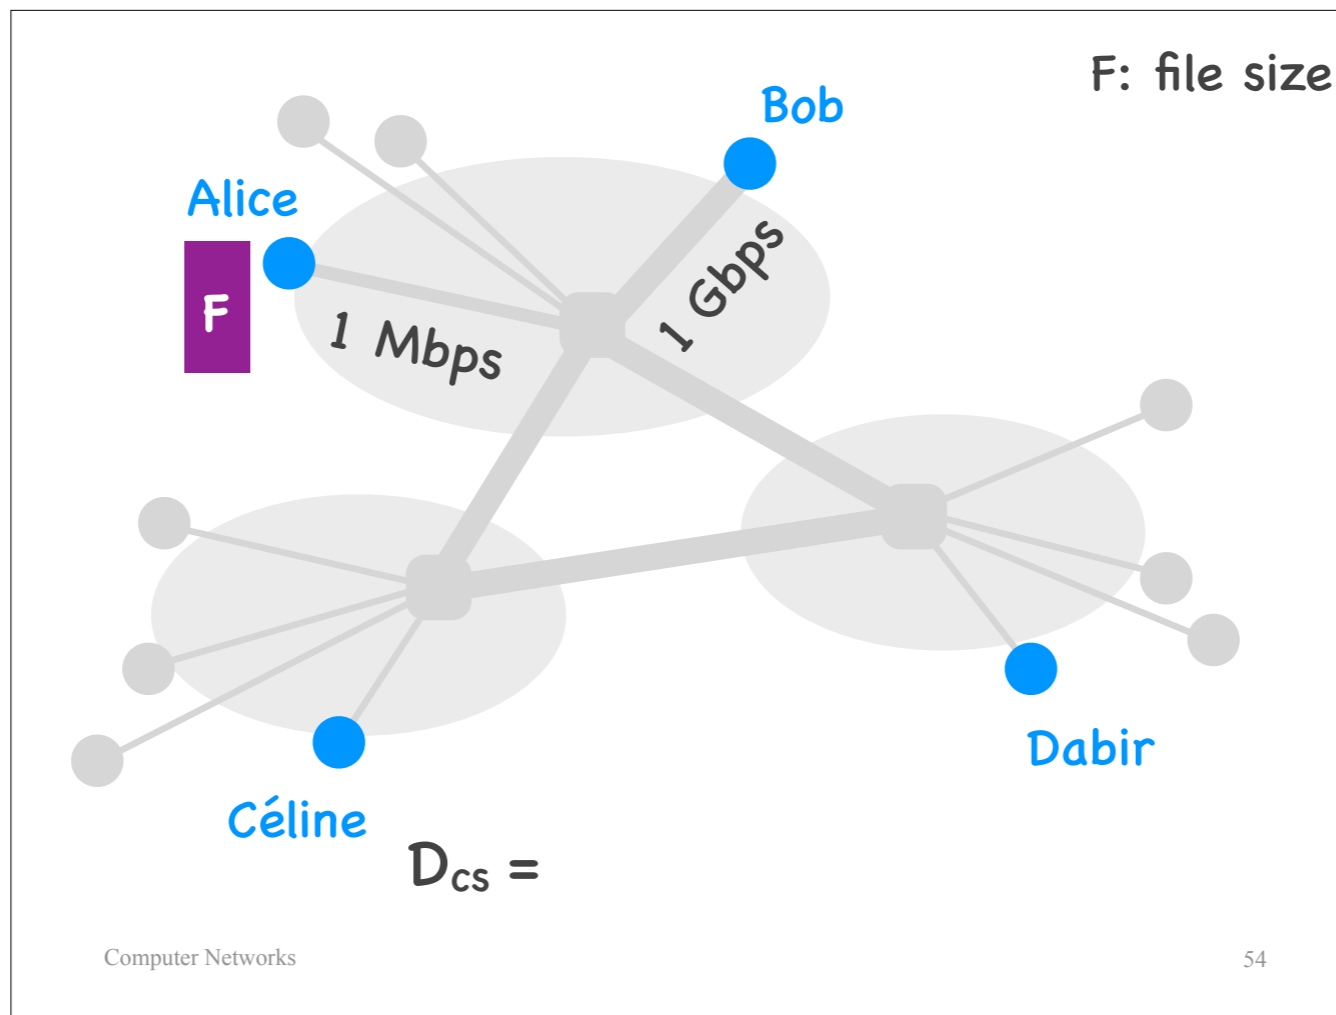 F: file size
Bob
Alice
F
1 Mbps
1 Gbps
Dabir
Céline
Dcs =
Computer Networks
54